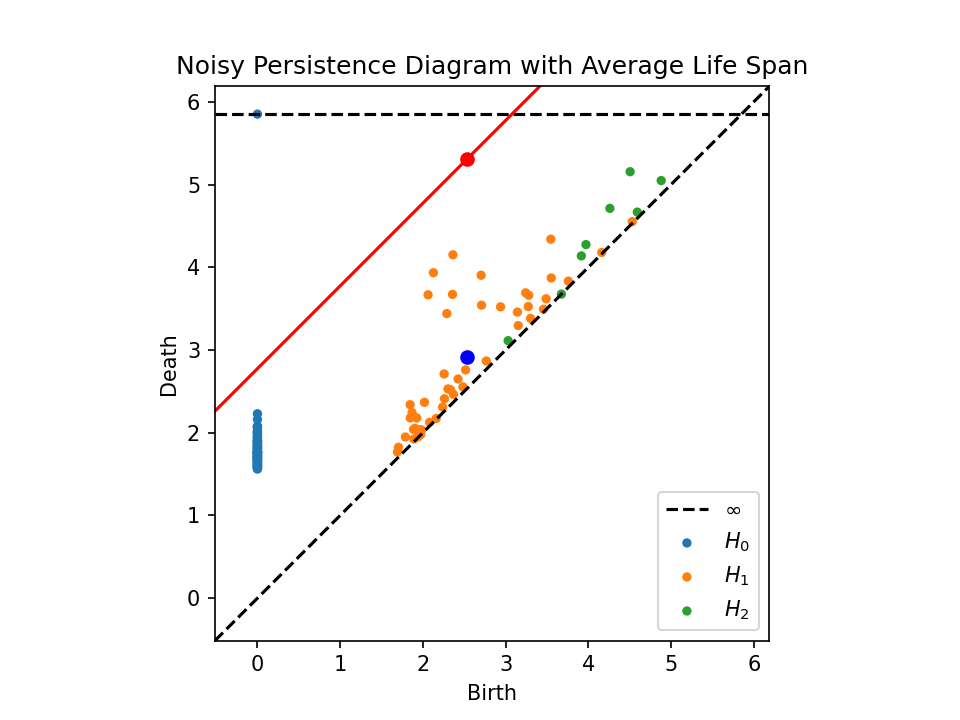 Noisy Persistence Diagram with Average Life Span
6
5
4
3
2
1
0
Death
0 1 2 3 4 5 6
Birth
∞
H₀
H₁
H₂